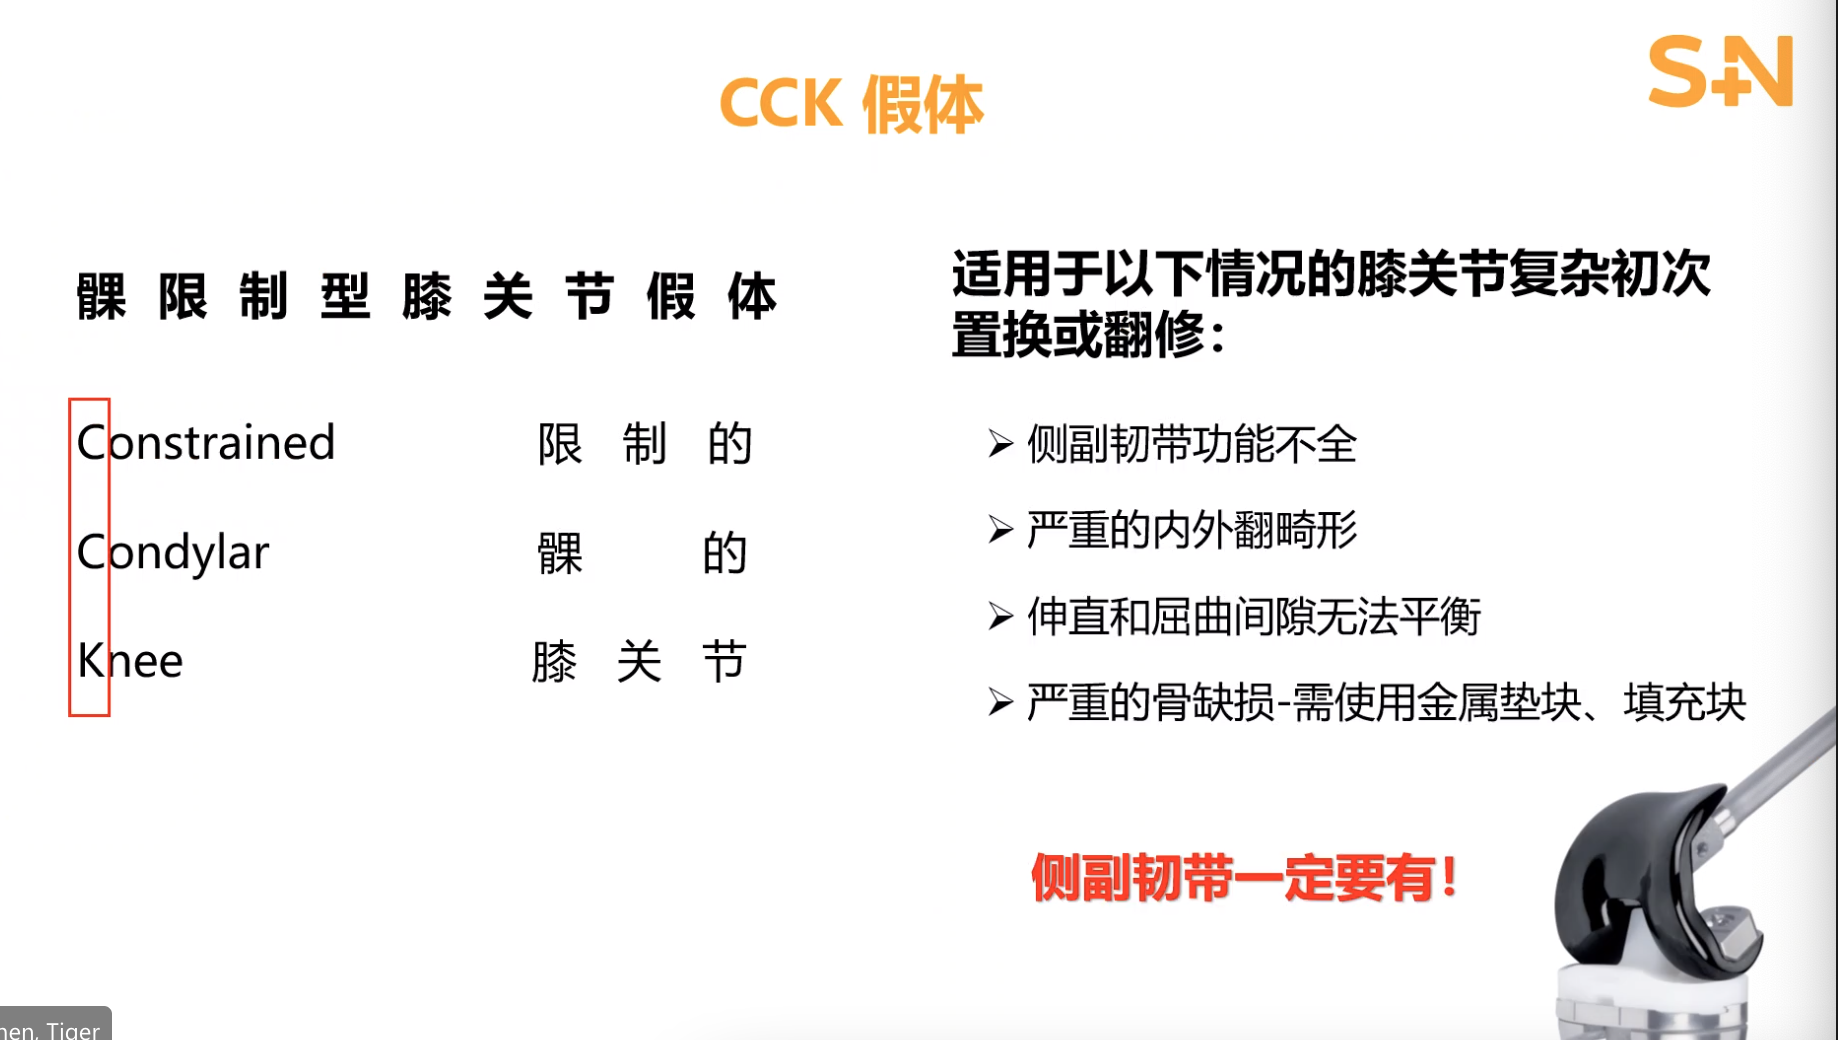 S+N
CCK 假体
髁限制型膝关节假体
Constrained 限制的
Condylar 髁的
Knee 膝关节
适用于以下情况的膝关节复杂初次
置换或翻修：
➢ 侧副韧带功能不全
➢ 严重的内外翻畸形
➢ 伸直和屈曲间隙无法平衡
➢ 严重的骨缺损-需使用金属垫块、填充块
侧副韧带一定要有！
hen, Tiger